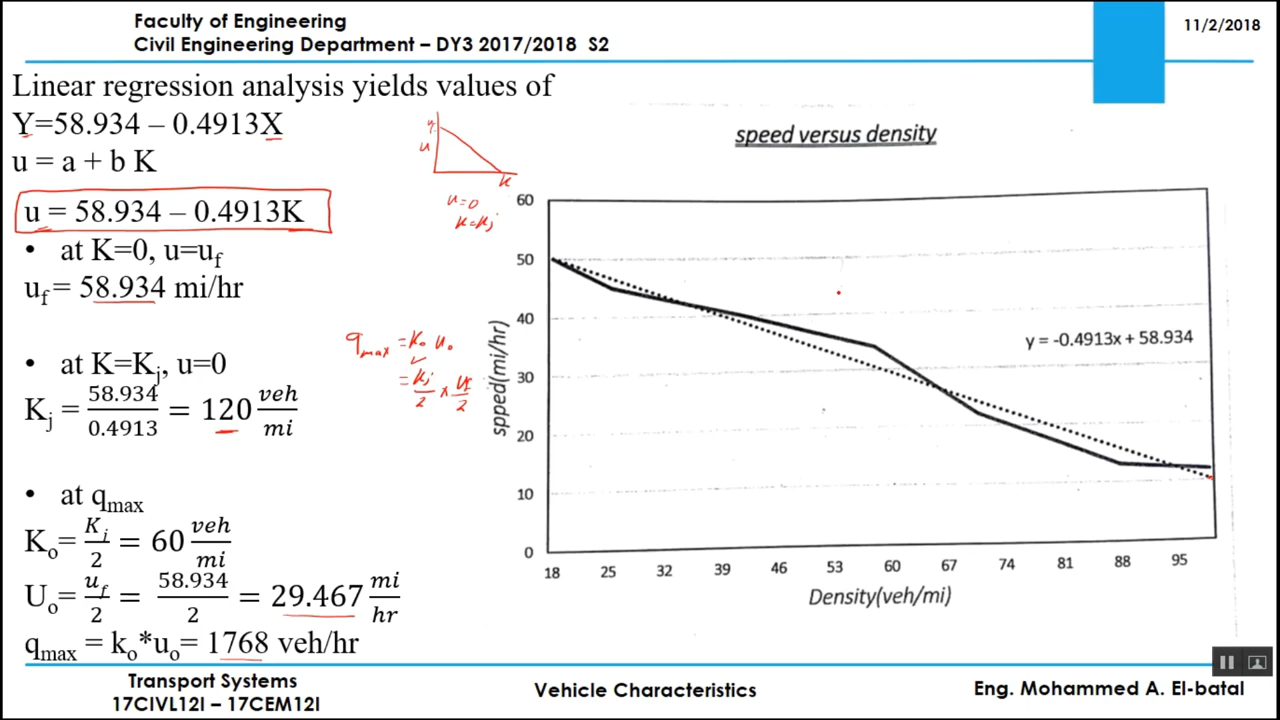 Faculty of Engineering
Civil Engineering Department – DY3 2017/2018 S2
11/2/2018
Linear regression analysis yields values of
Y=58.934 – 0.4913X
u = a + b K
u = 58.934 – 0.4913K
• at K=0, u=uf
uf = 58.934 mi/hr
• at K=Kj, u=0
Kj = 58.934/0.4913 = 120 veh/mi
• at qmax
Ko= Kj/2 = 60 veh/mi
Uo= uf/2 = 58.934/2 = 29.467 mi/hr
qmax = ko*uo= 1768 veh/hr
u
K
u=0
K=Kj
qmax = Ko uo
= Kj/2 × uf/2
speed versus density
60
50
40
30
20
10
0
spped(mi/hr)
y = -0.4913x + 58.934
18 25 32 39 46 53 60 67 74 81 88 95
Density(veh/mi)
Transport Systems
17CIVL12I – 17CEM12I
Vehicle Characteristics
Eng. Mohammed A. El-batal